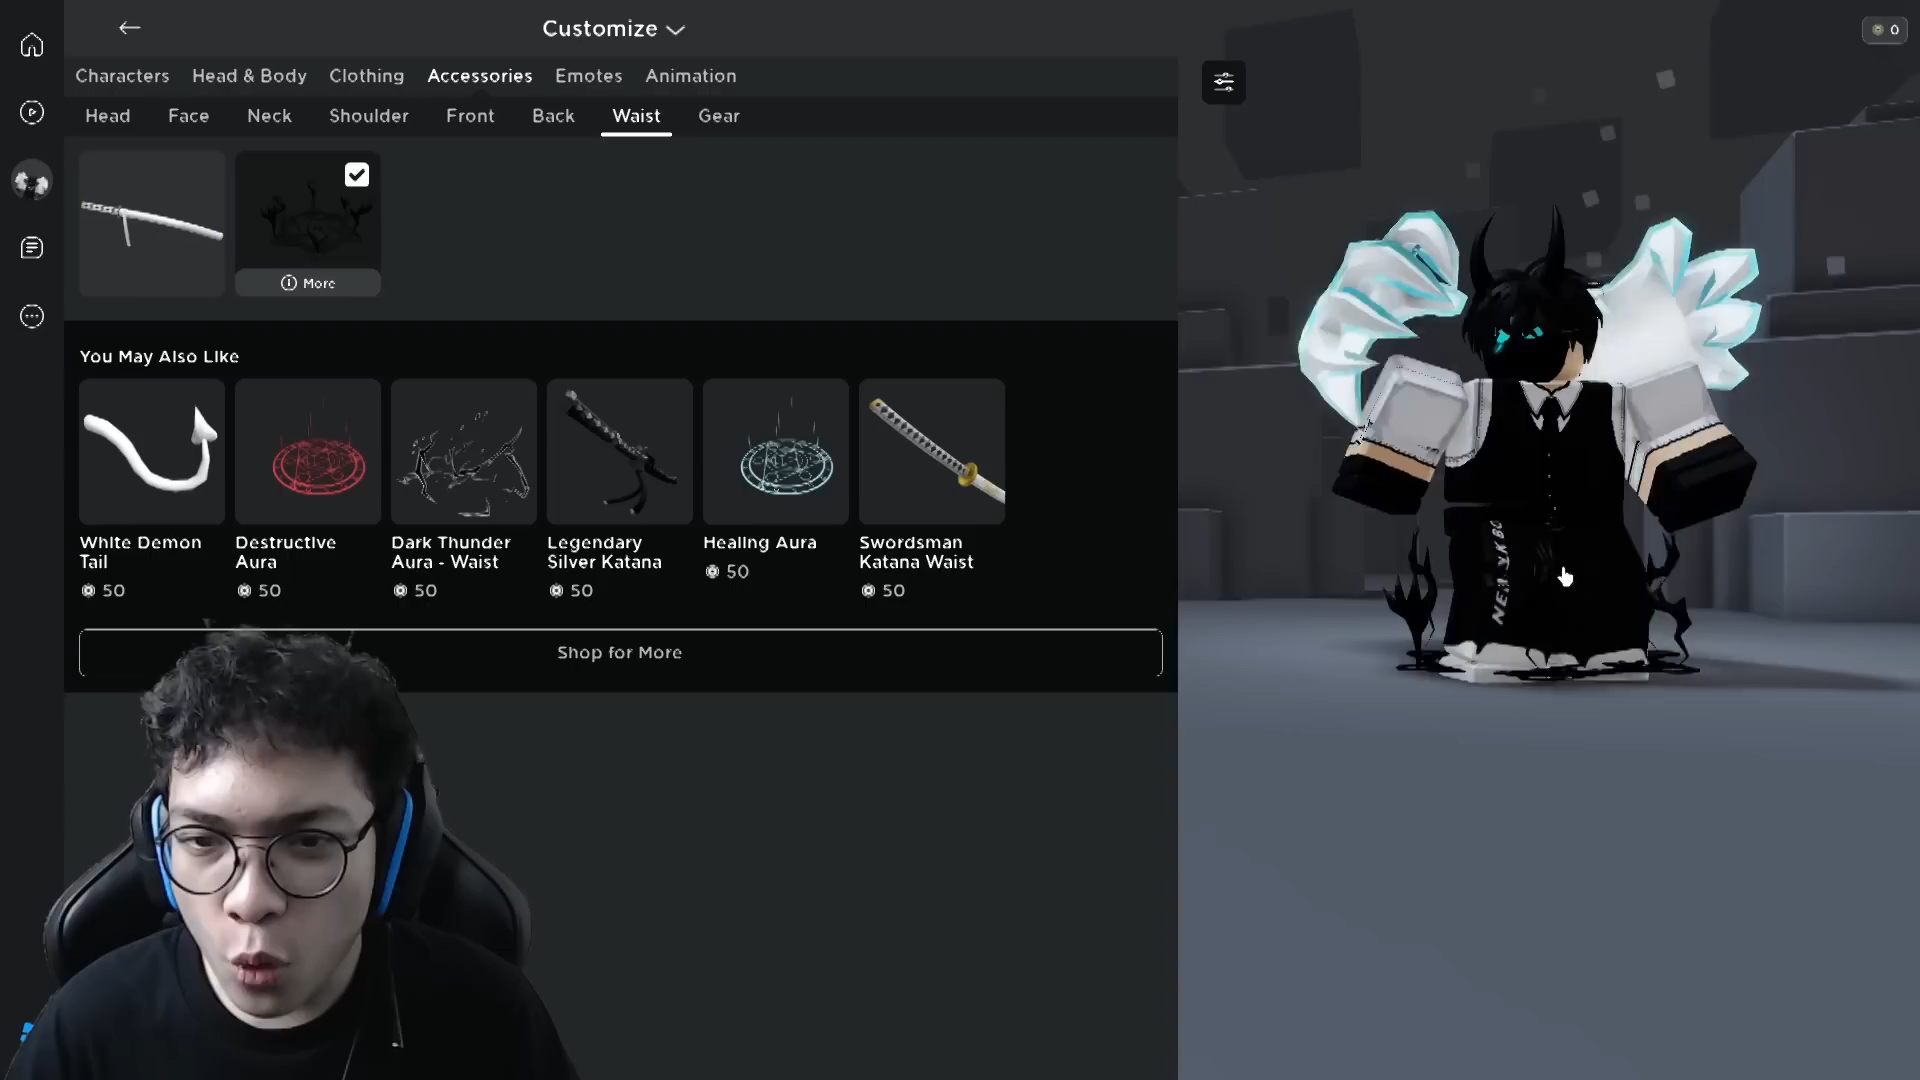 Customize
0
Characters Head & Body Clothing Accessories Emotes Animation
Head Face Neck Shoulder Front Back Waist Gear
More
You May Also Like
White Demon
Tail
50
Destructive
Aura
50
Dark Thunder
Aura - Waist
50
Legendary
Silver Katana
50
Healing Aura
50
Swordsman
Katana Waist
50
Shop for More